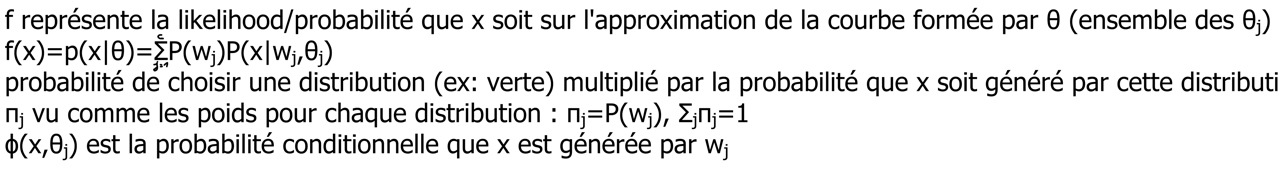 f représente la likelihood/probabilité que x soit sur l'approximation de la courbe formée par θ (ensemble des θj)
f(x)=p(x|θ)=Σj=1cP(wj)P(x|wj,θj)
probabilité de choisir une distribution (ex: verte) multiplié par la probabilité que x soit généré par cette distributi
πj vu comme les poids pour chaque distribution : πj=P(wj), Σjπj=1
ϕ(x,θj) est la probabilité conditionnelle que x est générée par wj